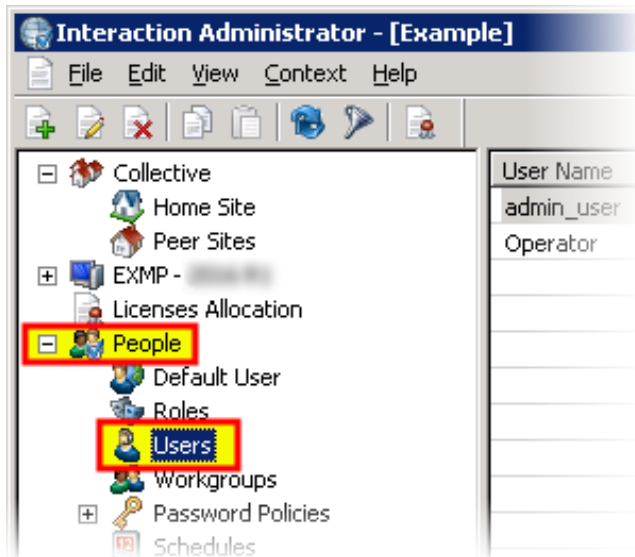 Interaction Administrator - [Example]
File Edit View Context Help
Collective
Home Site
Peer Sites
EXMP -
Licenses Allocation
People
Default User
Roles
Users
Workgroups
Password Policies
Schedules
User Name
admin_user
Operator